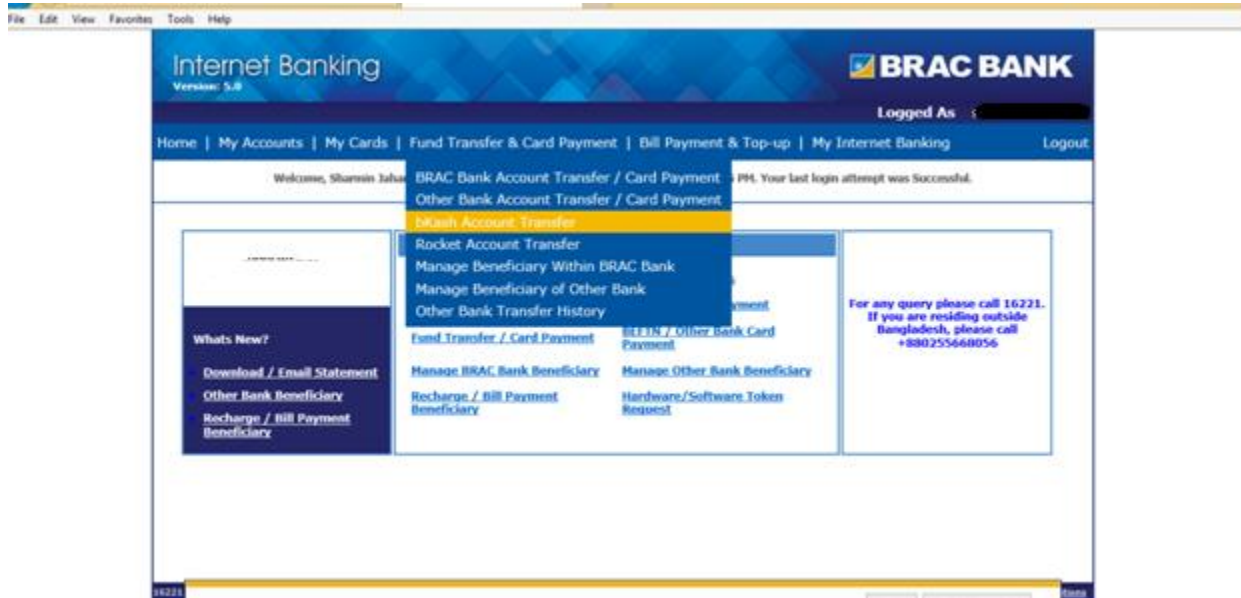 File Edit View Favorites Tools Help
Internet Banking
Version: 5.0
BRAC BANK
Logged As
Home | My Accounts | My Cards | Fund Transfer & Card Payment | Bill Payment & Top-up | My Internet Banking Logout
Welcome, Sharmin PM. Your last login attempt was Successful.
BRAC Bank Account Transfer / Card Payment
Other Bank Account Transfer / Card Payment
bKash Account Transfer
Rocket Account Transfer
Manage Beneficiary Within BRAC Bank
Manage Beneficiary of Other Bank
Other Bank Transfer History
Whats New?
Download / Email Statement
Other Bank Beneficiary
Recharge / Bill Payment
Beneficiary
Fund Transfer / Card Payment
BEFTN / Other Bank Card
Payment
Manage BRAC Bank Beneficiary
Manage Other Bank Beneficiary
Recharge / Bill Payment
Beneficiary
Hardware/Software Token
Request
For any query please call 16221.
If you are residing outside
Bangladesh, please call
+880255668056
16221